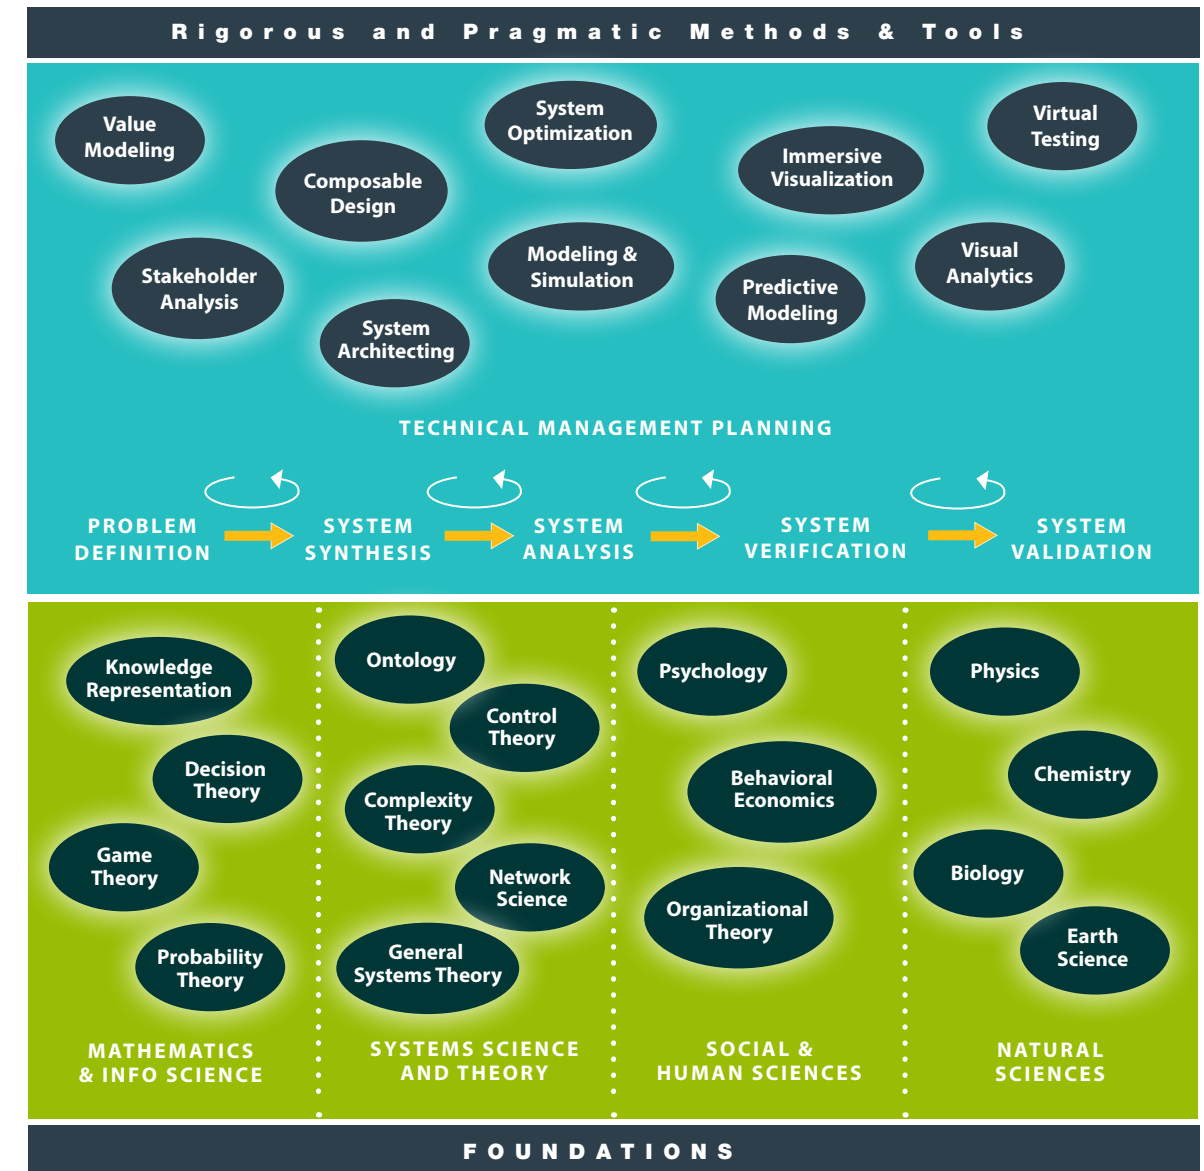 Rigorous and Pragmatic Methods & Tools
Value
Modeling
Composable
Design
System
Optimization
Immersive
Visualization
Virtual
Testing
Stakeholder
Analysis
System
Architecting
Modeling &
Simulation
Predictive
Modeling
Visual
Analytics
TECHNICAL MANAGEMENT PLANNING
PROBLEM
DEFINITION
SYSTEM
SYNTHESIS
SYSTEM
ANALYSIS
SYSTEM
VERIFICATION
SYSTEM
VALIDATION
Knowledge
Representation
Decision
Theory
Game
Theory
Probability
Theory
MATHEMATICS
& INFO SCIENCE
Ontology
Control
Theory
Complexity
Theory
Network
Science
General
Systems Theory
SYSTEMS SCIENCE
AND THEORY
Psychology
Behavioral
Economics
Organizational
Theory
SOCIAL &
HUMAN SCIENCES
Physics
Chemistry
Biology
Earth
Science
NATURAL
SCIENCES
FOUNDATIONS